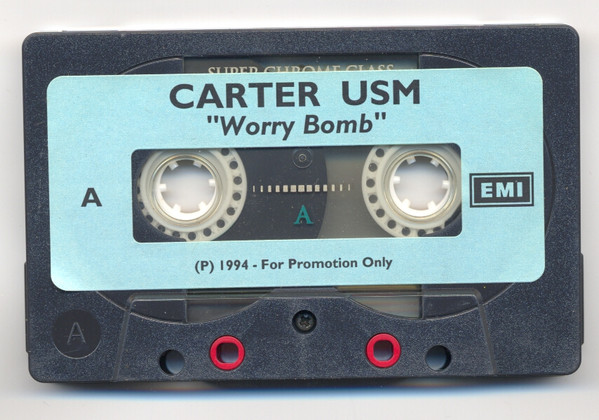 SUPER CHROME CLASS
CARTER USM
"Worry Bomb"
A
EMI
A
(P) 1994 - For Promotion Only
A